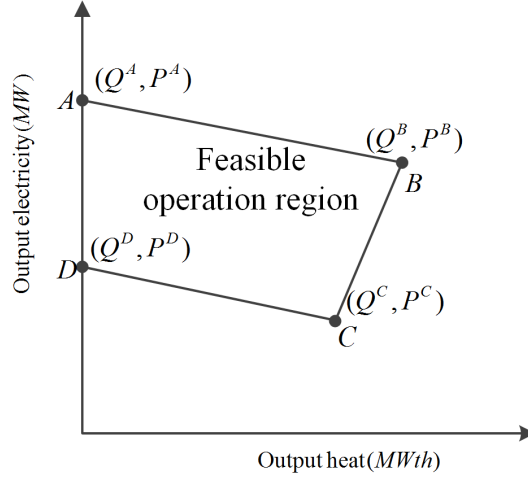 (Q^A, P^A)
A
(Q^B, P^B)
B
Feasible
operation region
(Q^D, P^D)
D
(Q^C, P^C)
C
Output electricity(MW)
Output heat(MWth)